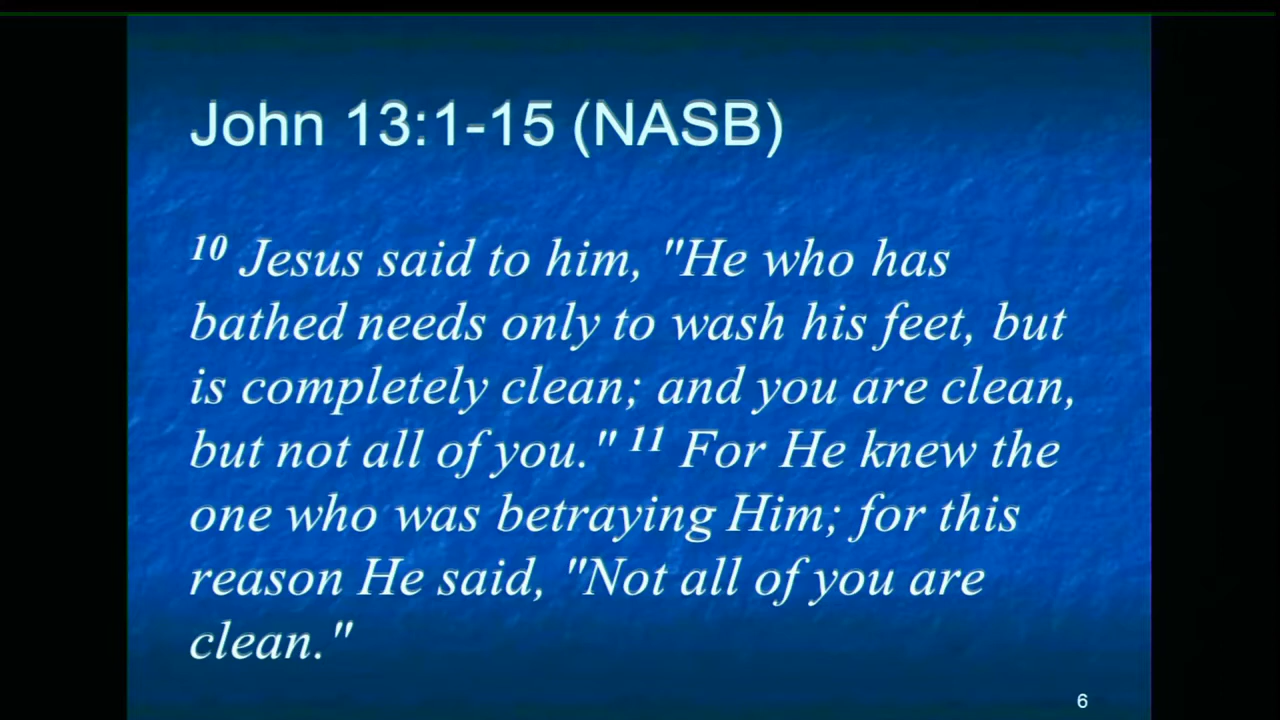 John 13:1-15 (NASB)
10 Jesus said to him, "He who has
bathed needs only to wash his feet, but
is completely clean; and you are clean,
but not all of you." 11 For He knew the
one who was betraying Him; for this
reason He said, "Not all of you are
clean."
6